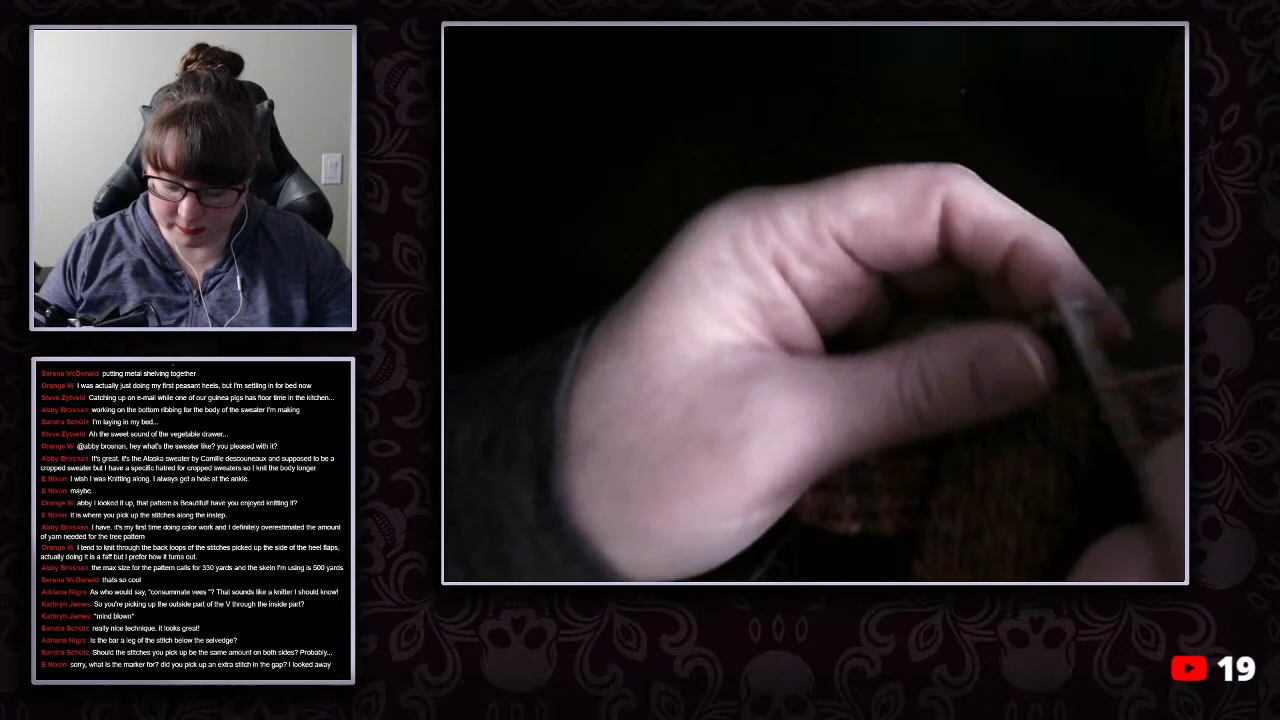 Serena McDonald putting metal shelving together
Orange W I was actually just doing my first peasant heels, but I'm settling in for bed now
Steve Zytveld Catching up on e-mail while one of our guinea pigs has floor time in the kitchen...
Abby Brosnan working on the bottom ribbing for the body of the sweater I'm making
Sandra Schütz I'm laying in my bed...
Steve Zytveld Ah the sweet sound of the vegetable drawer...
Orange W @abby brosnan, hey what's the sweater like? you pleased with it?
Abby Brosnan It's great. It's the Alaska sweater by Camille descouneaux and supposed to be a
cropped sweater but I have a specific hatred for cropped sweaters so I knit the body longer
E Nixon I wish I was Knitting along. I always get a hole at the ankle.
E Nixon maybe...
Orange W abby I looked it up, that pattern is Beautiful! have you enjoyed knitting it?
E Nixon It is where you pick up the stitches along the instep.
Abby Brosnan I have. it's my first time doing color work and I definitely overestimated the amount
of yarn needed for the tree pattern
Orange W I tend to knit through the back loops of the stitches picked up the side of the heel flaps,
actually doing it is a faff but I prefer how it turns out.
Abby Brosnan the max size for the pattern calls for 330 yards and the skein I'm using is 500 yards
Serena McDonald thats so cool
Adriana Nigro As who would say, "consummate vees "? That sounds like a knitter I should know!
Kathryn James So you're picking up the outside part of the V through the inside part?
Kathryn James *mind blown*
Sandra Schütz really nice technique. it looks great!
Adriana Nigro Is the bar a leg of the stitch below the selvedge?
Sandra Schütz Should the stitches you pick up be the same amount on both sides? Probably...
E Nixon sorry, what is the marker for? did you pick up an extra stitch in the gap? I looked away
19